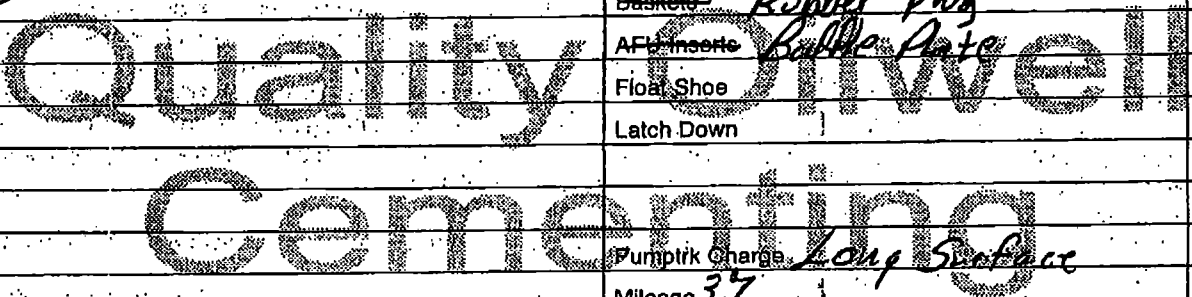 Baskets Rubber Plug
AFU Inserts Baffle Plate
Quality Oilwell
Float Shoe
Latch Down
Cementing
Pumptrk Charge Long Surface
Mileage 37